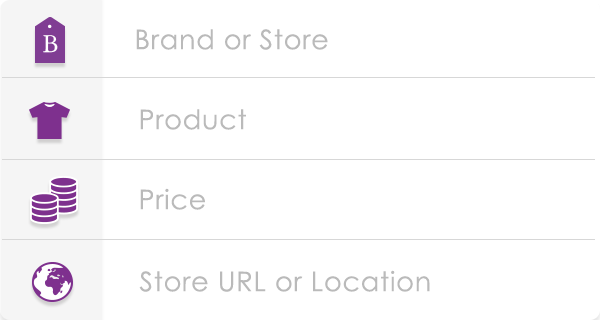 B
Brand or Store
Product
Price
Store URL or Location